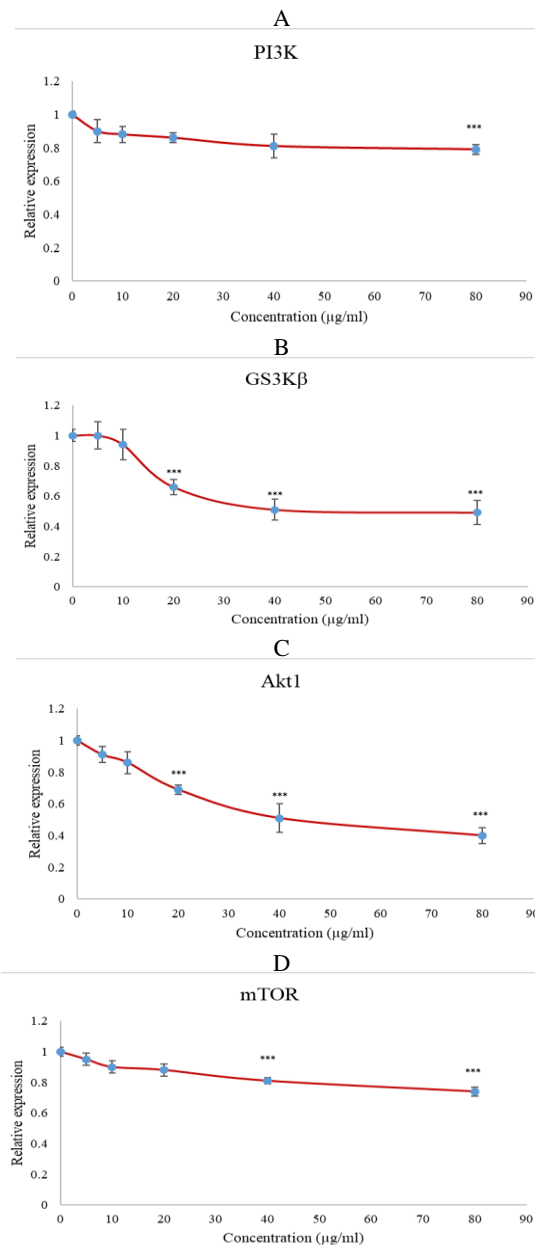 A
PI3K
1.2
1
0.8
0.6
0.4
0.2
0
Relative expression
***
0 10 20 30 40 50 60 70 80 90
Concentration (µg/ml)
B
GS3Kβ
1.2
1
0.8
0.6
0.4
0.2
0
Relative expression
*** *** ***
0 10 20 30 40 50 60 70 80 90
Concentration (µg/ml)
C
Akt1
1.2
1
0.8
0.6
0.4
0.2
0
Relative expression
*** *** ***
0 10 20 30 40 50 60 70 80 90
Concentration (µg/ml)
D
mTOR
1.2
1
0.8
0.6
0.4
0.2
0
Relative expression
*** ***
0 10 20 30 40 50 60 70 80 90
Concentration (µg/ml)